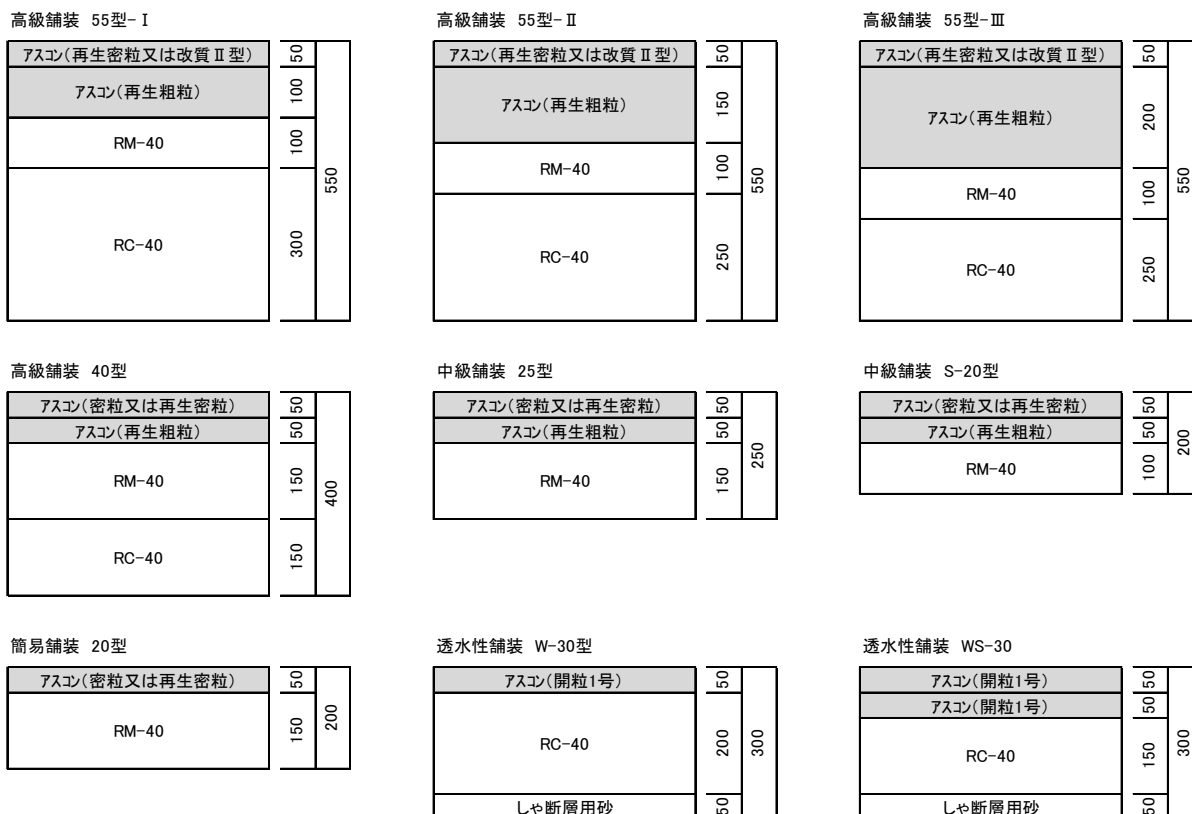 高級舗装 55型-Ⅰ
アスコン(再生密粒又は改質Ⅱ型) 50
アスコン(再生粗粒) 100
RM-40 100
RC-40 300
550
高級舗装 55型-Ⅱ
アスコン(再生密粒又は改質Ⅱ型) 50
アスコン(再生粗粒) 150
RM-40 100
RC-40 250
550
高級舗装 55型-Ⅲ
アスコン(再生密粒又は改質Ⅱ型) 50
アスコン(再生粗粒) 200
RM-40 100
RC-40 250
550
高級舗装 40型
アスコン(密粒又は再生密粒) 50
アスコン(再生粗粒) 50
RM-40 150
RC-40 150
400
中級舗装 25型
アスコン(密粒又は再生密粒) 50
アスコン(再生粗粒) 50
RM-40 150
250
中級舗装 S-20型
アスコン(密粒又は再生密粒) 50
アスコン(再生粗粒) 50
RM-40 100
200
簡易舗装 20型
アスコン(密粒又は再生密粒) 50
RM-40 150
200
透水性舗装 W-30型
アスコン(開粒1号) 50
RC-40 200
しゃ断層用砂 50
300
透水性舗装 WS-30
アスコン(開粒1号) 50
アスコン(開粒1号) 50
RC-40 150
しゃ断層用砂 50
300